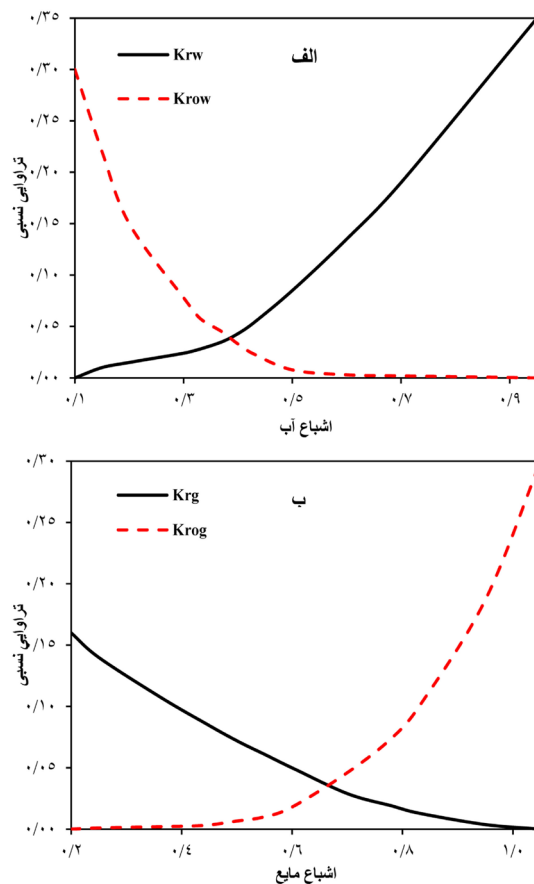 ۰/۳۵
۰/۳۰
۰/۲۵
۰/۲۰
۰/۱۵
۰/۱۰
۰/۰۵
۰/۰۰
تراوایی نسبی
Krw
Krow
الف
۰/۱ ۰/۳ ۰/۵ ۰/۷ ۰/۹
اشباع آب
۰/۳۰
۰/۲۵
۰/۲۰
۰/۱۵
۰/۱۰
۰/۰۵
۰/۰۰
تراوایی نسبی
Krg
Krog
ب
۰/۲ ۰/۴ ۰/۶ ۰/۸ ۱/۰
اشباع مایع